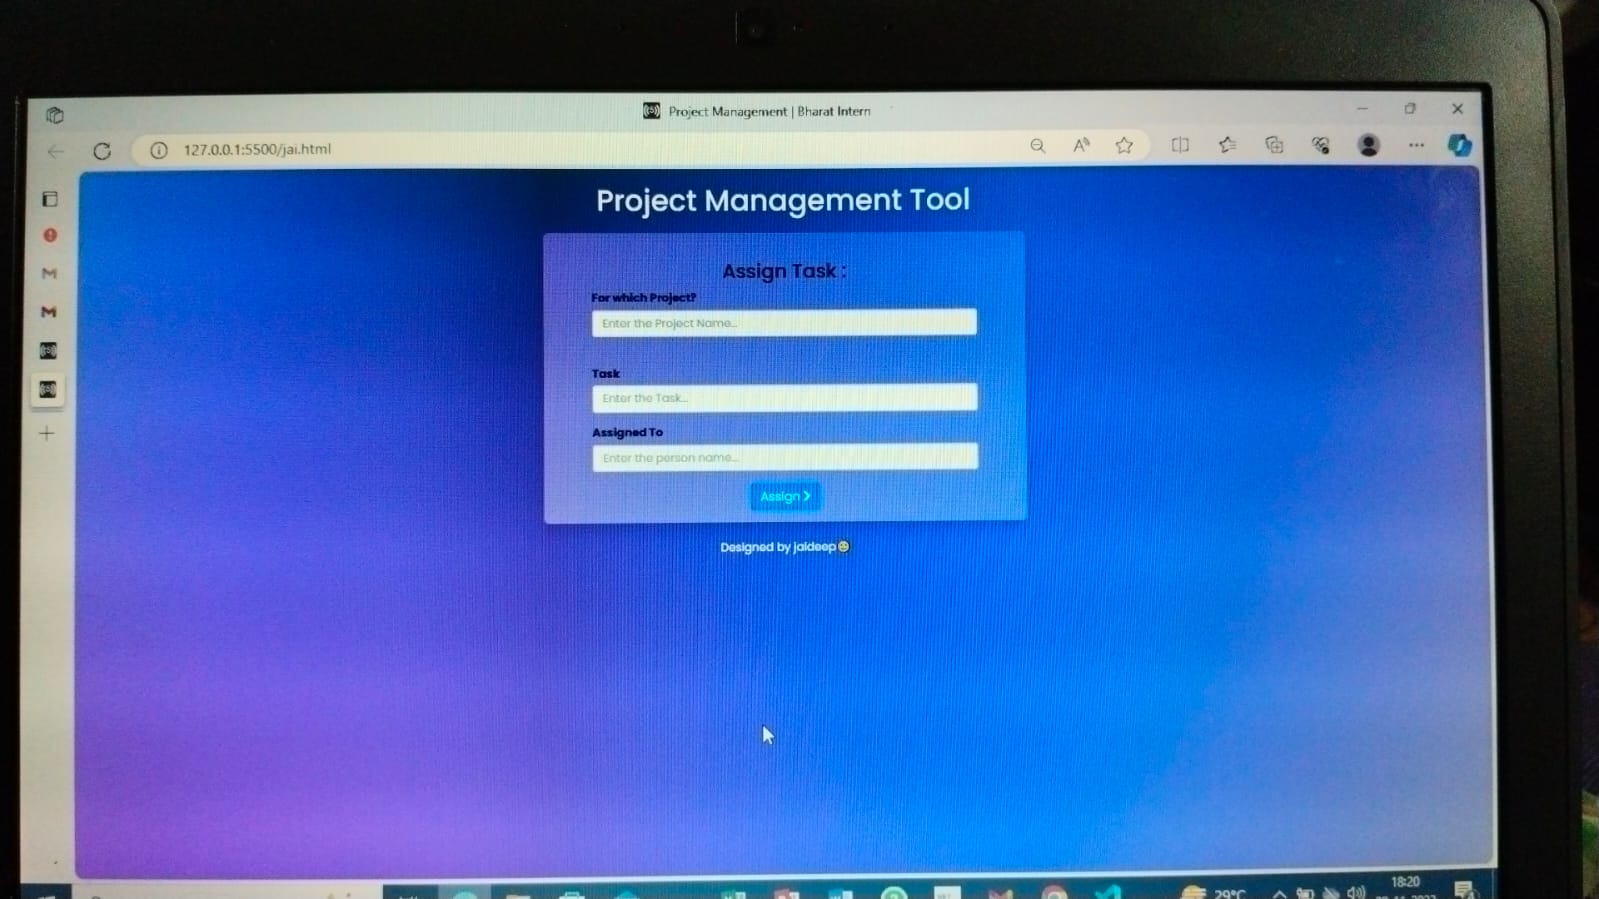 Project Management | Bharat Intern
127.0.0.1:5500/jai.html
Project Management Tool
Assign Task :
For which Project?
Enter the Project Name...
Task
Enter the Task...
Assigned To
Enter the person name...
Assign
Designed by jaideep
29°C
18:20